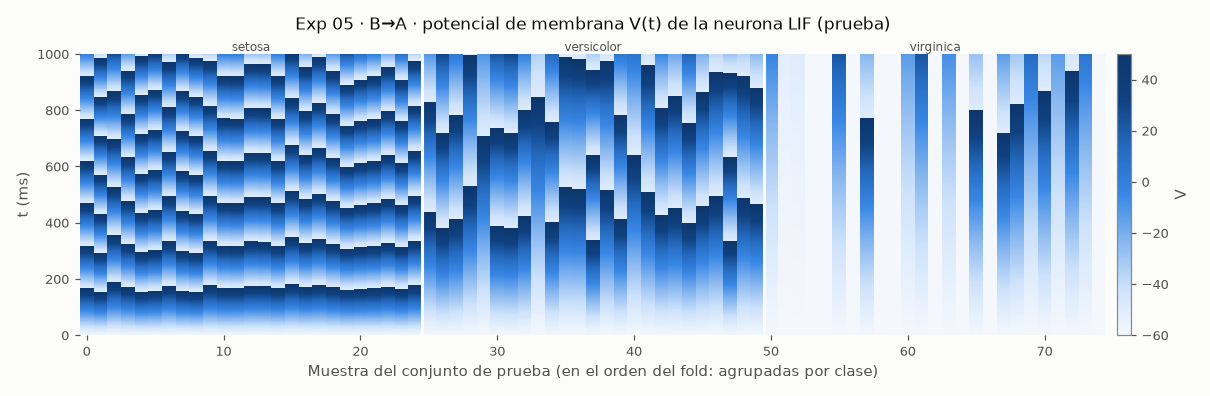 Exp 05 · B→A · potencial de membrana V(t) de la neurona LIF (prueba)
setosa versicolor virginica
1000
800
600
400
200
0
t (ms)
0 10 20 30 40 50 60 70
Muestra del conjunto de prueba (en el orden del fold: agrupadas por clase)
40
20
0
−20
−40
−60
V